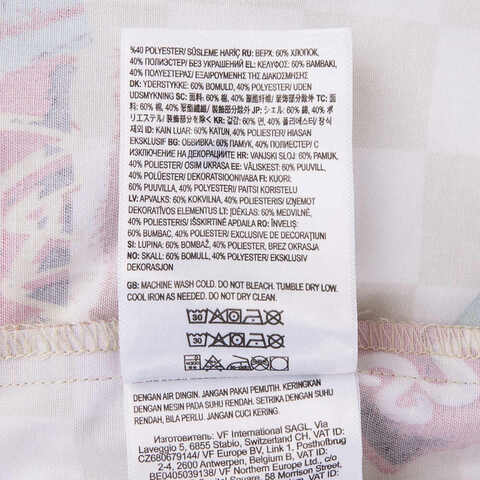 %40 POLYESTER/ SÜSLEME HARİÇ RU: ВЕРХ: 60% ХЛОПОК,
40% ПОЛИЭСТЕР/ БЕЗ УКРАШЕНИЙ EL: ΚΕΛΥΦΟΣ: 60% ΒΑΜΒΑΚΙ,
40% ΠΟΛΥΕΣΤΕΡΑΣ/ ΕΞΑΙΡΟΥΜΕΝΗΣ ΤΗΣ ΔΙΑΚΟΣΜΗΣΗΣ
DK: YDERSTYKKE: 60% BOMULD, 40% POLYESTER/ UDEN
UDSMYKNING SC: 面料: 60% 棉, 40% 聚酯纤维/ 装饰部分除外 TC: 面
料: 60% 棉, 40% 聚酯纖維/ 裝飾部分除外 JP: シェル: 60% 綿, 40% ポ
リエステル/ 装飾部分を除く KR: 겉감: 60% 면, 40% 폴리에스터/ 장식
제외 ID: KAIN LUAR: 60% KATUN, 40% POLIESTER/ HIASAN
EKSKLUSIF BG: ОБВИВКА: 60% ПАМУК, 40% ПОЛИЕСТЕР/ С
ИЗКЛЮЧЕНИЕ НА ДЕКОРАЦИИТЕ HR: VANJSKI SLOJ: 60% PAMUK,
40% POLIESTER/ OSIM UKRASA EE: VÄLISKEST: 60% PUUVILL,
40% POLÜESTER/ DEKORATSIOONIVABA FI: KUORI:
60% PUUVILLA, 40% POLYESTERI/ PAITSI KORISTELU
LV: APVALKS: 60% KOKVILNA, 40% POLIESTERIS/ IZŅEMOT
DEKORATĪVOS ELEMENTUS LT: ĮDĖKLAS: 60% MEDVILNĖ,
40% POLIESTERIS/ IŠSKIRTINĖ APDAILA RO: ÎNVELIŞ:
60% BUMBAC, 40% POLIESTER/ EXCLUSIVE DE DECORAŢIUNI
SI: LUPINA: 60% BOMBAŽ, 40% POLIESTER, BREZ OKRASJA
NO: SKALL: 60% BOMULL, 40% POLYESTER/ EKSKLUSIV
DEKORASJON
GB: MACHINE WASH COLD. DO NOT BLEACH. TUMBLE DRY LOW.
COOL IRON AS NEEDED. DO NOT DRY CLEAN.
30
30
30
DENGAN AIR DINGIN. JANGAN PAKAI PEMUTIH. KERINGKAN
DENGAN MESIN PADA SUHU RENDAH. SETRIKA DENGAN SUHU
RENDAH, BILA PERLU. JANGAN CUCI KERING.
Изготовитель: VF International SAGL, Via
Laveggio 5, 6855 Stabio, Switzerland CH, VAT ID:
CZ680679144/ VF Europe BV, Link 1, Posthofbrug
2-4, 2600 Antwerpen, Belgium B, VAT ID:
BE0405039138/ VF Northern Europe Ltd.
58 Morrison Street,